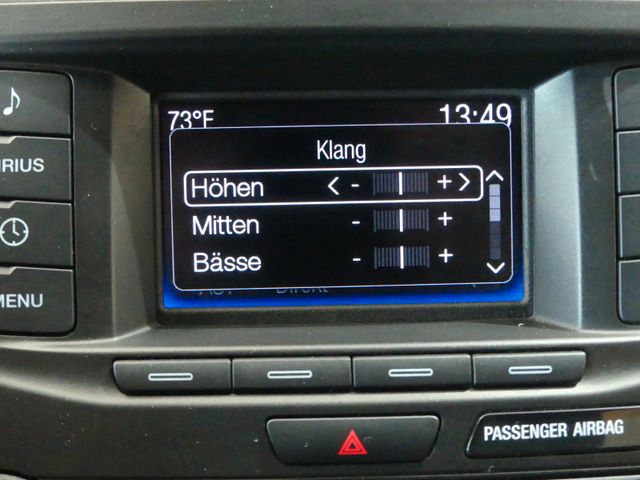 73°F 13:49
Klang
Höhen < - + >
Mitten - +
Bässe - +
IRIUS
MENU
PASSENGER AIRBAG